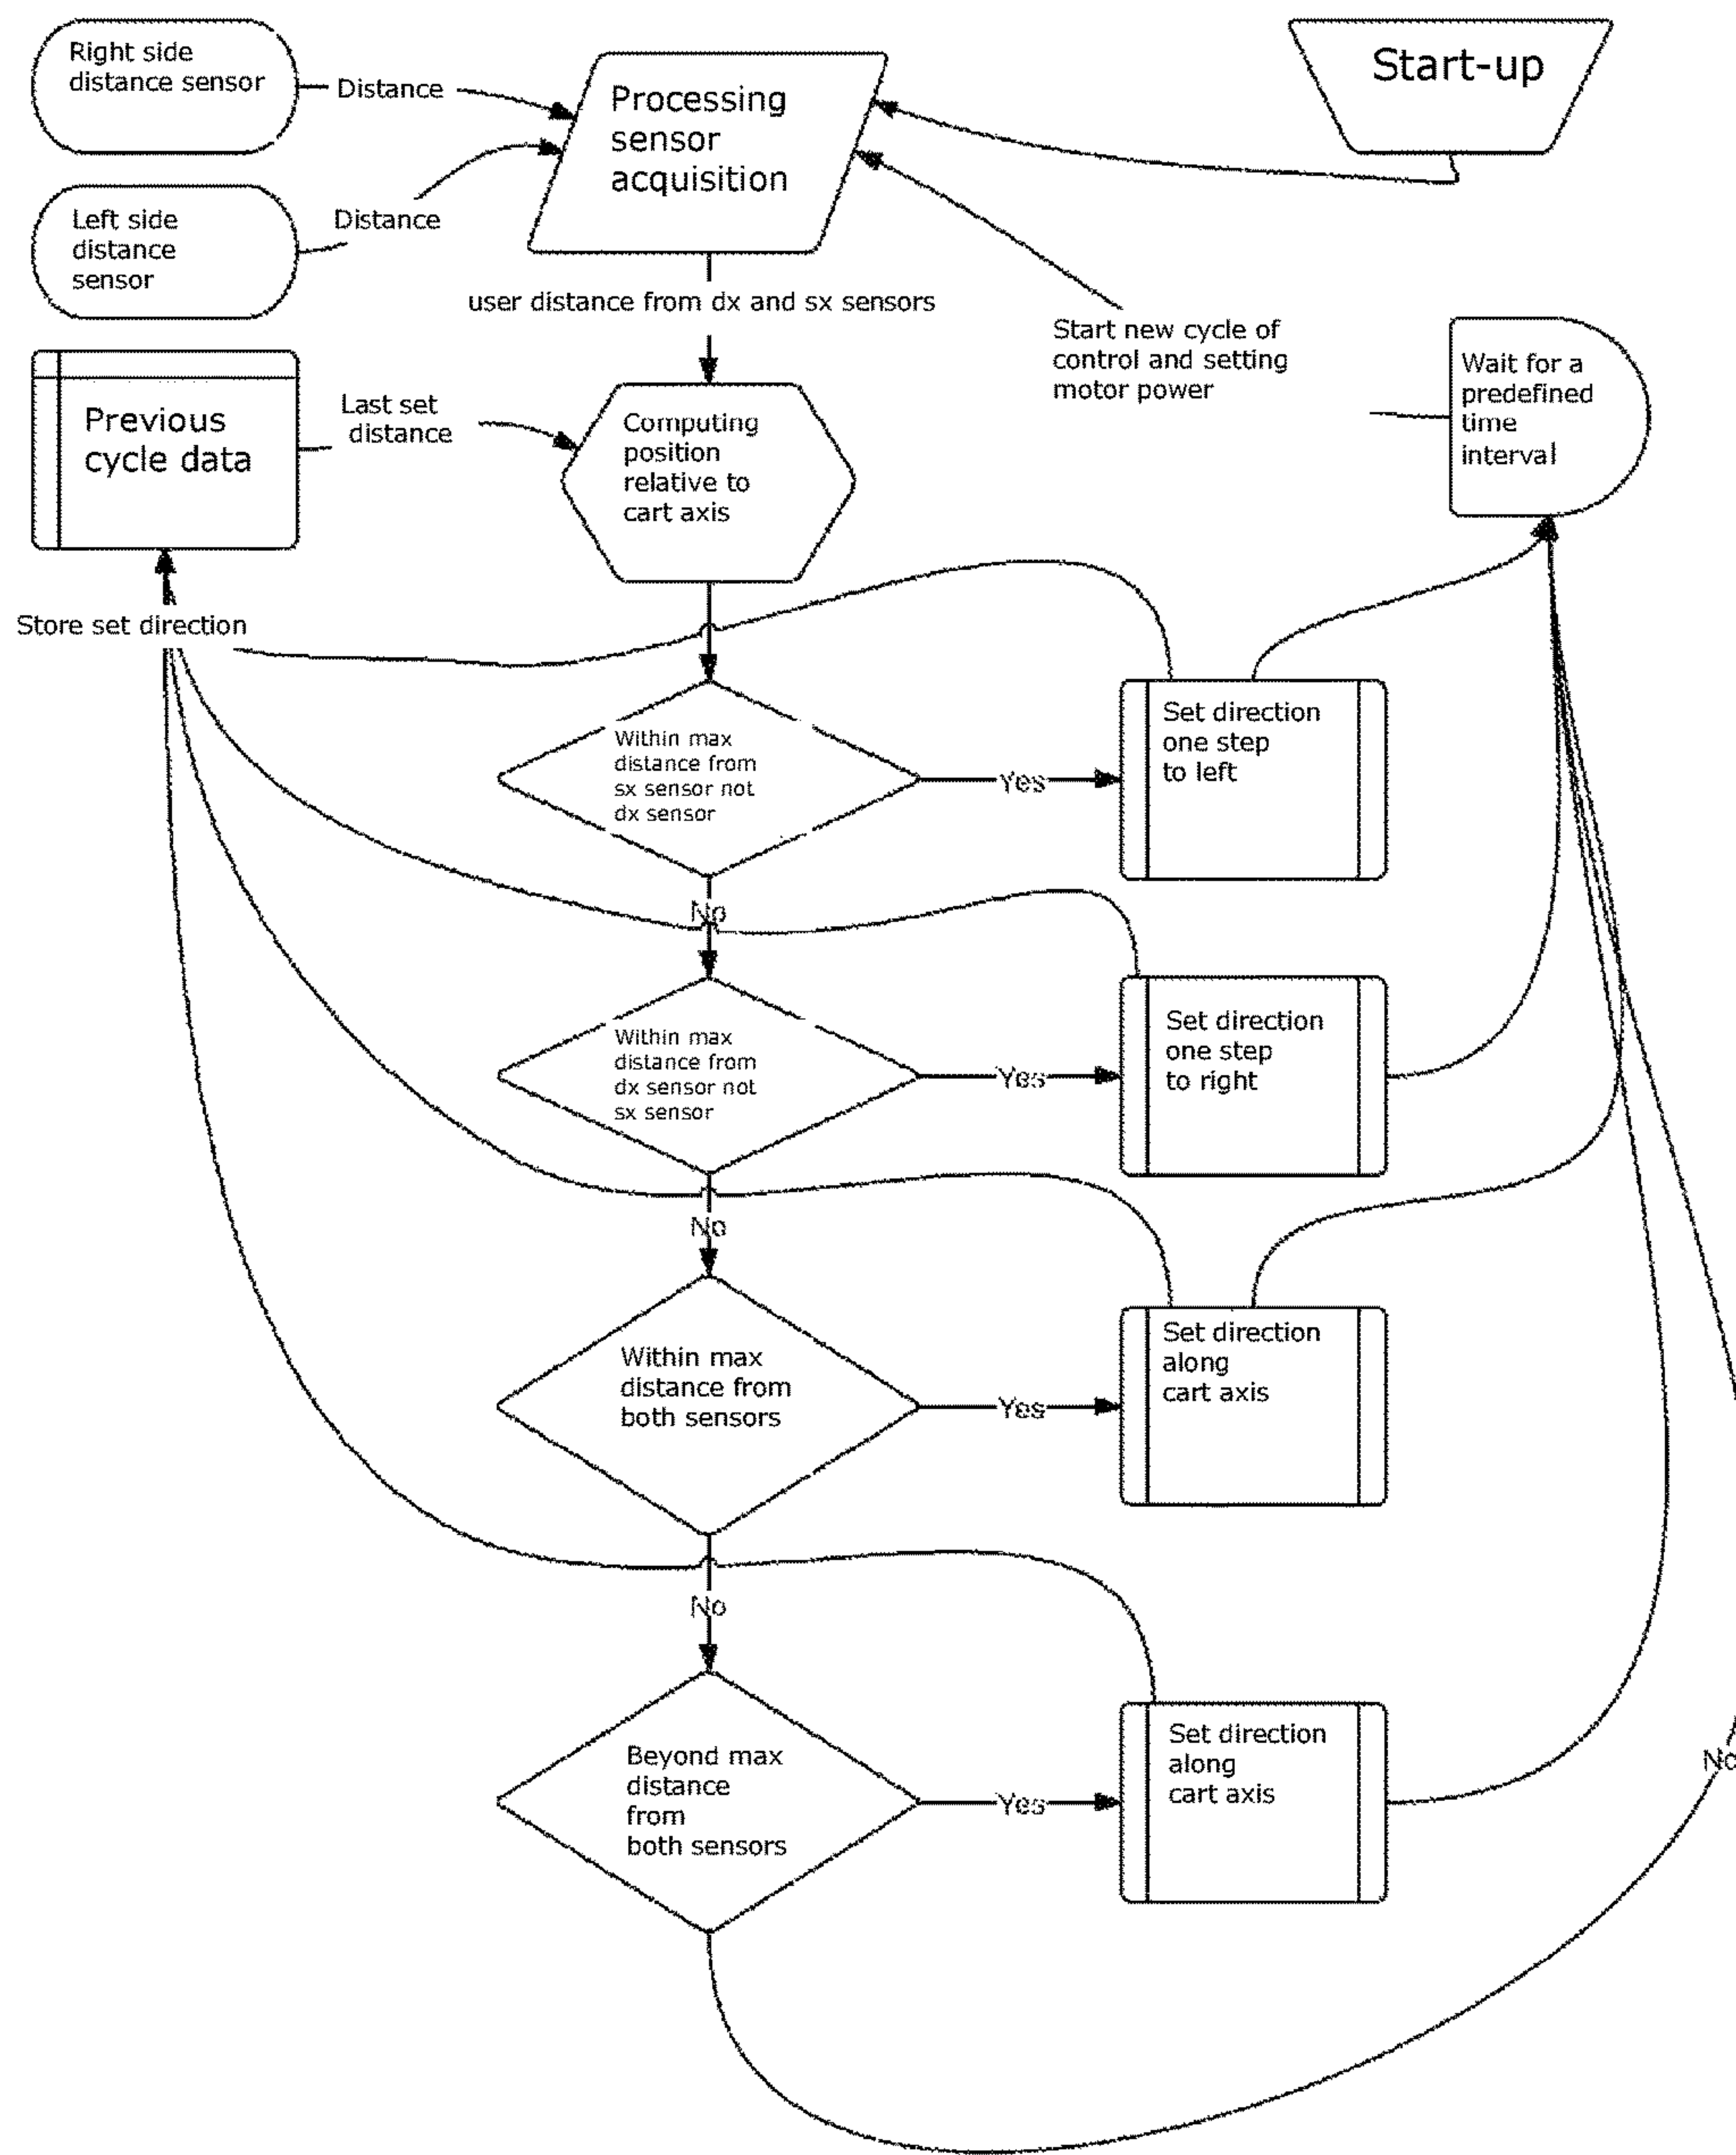 Right side
distance sensor
Distance
Processing
sensor
acquisition
Start-up
Left side
distance
sensor
Distance
user distance from dx and sx sensors
Start new cycle of
control and setting
motor power
Wait for a
predefined
time
interval
Previous
cycle data
Last set
distance
Computing
position
relative to
cart axis
Store set direction
Within max
distance from
sx sensor not
dx sensor
Yes
Set direction
one step
to left
No
Within max
distance from
dx sensor not
sx sensor
Yes
Set direction
one step
to right
No
Within max
distance from
both sensors
Yes
Set direction
along
cart axis
No
Beyond max
distance
from
both sensors
Yes
Set direction
along
cart axis
No